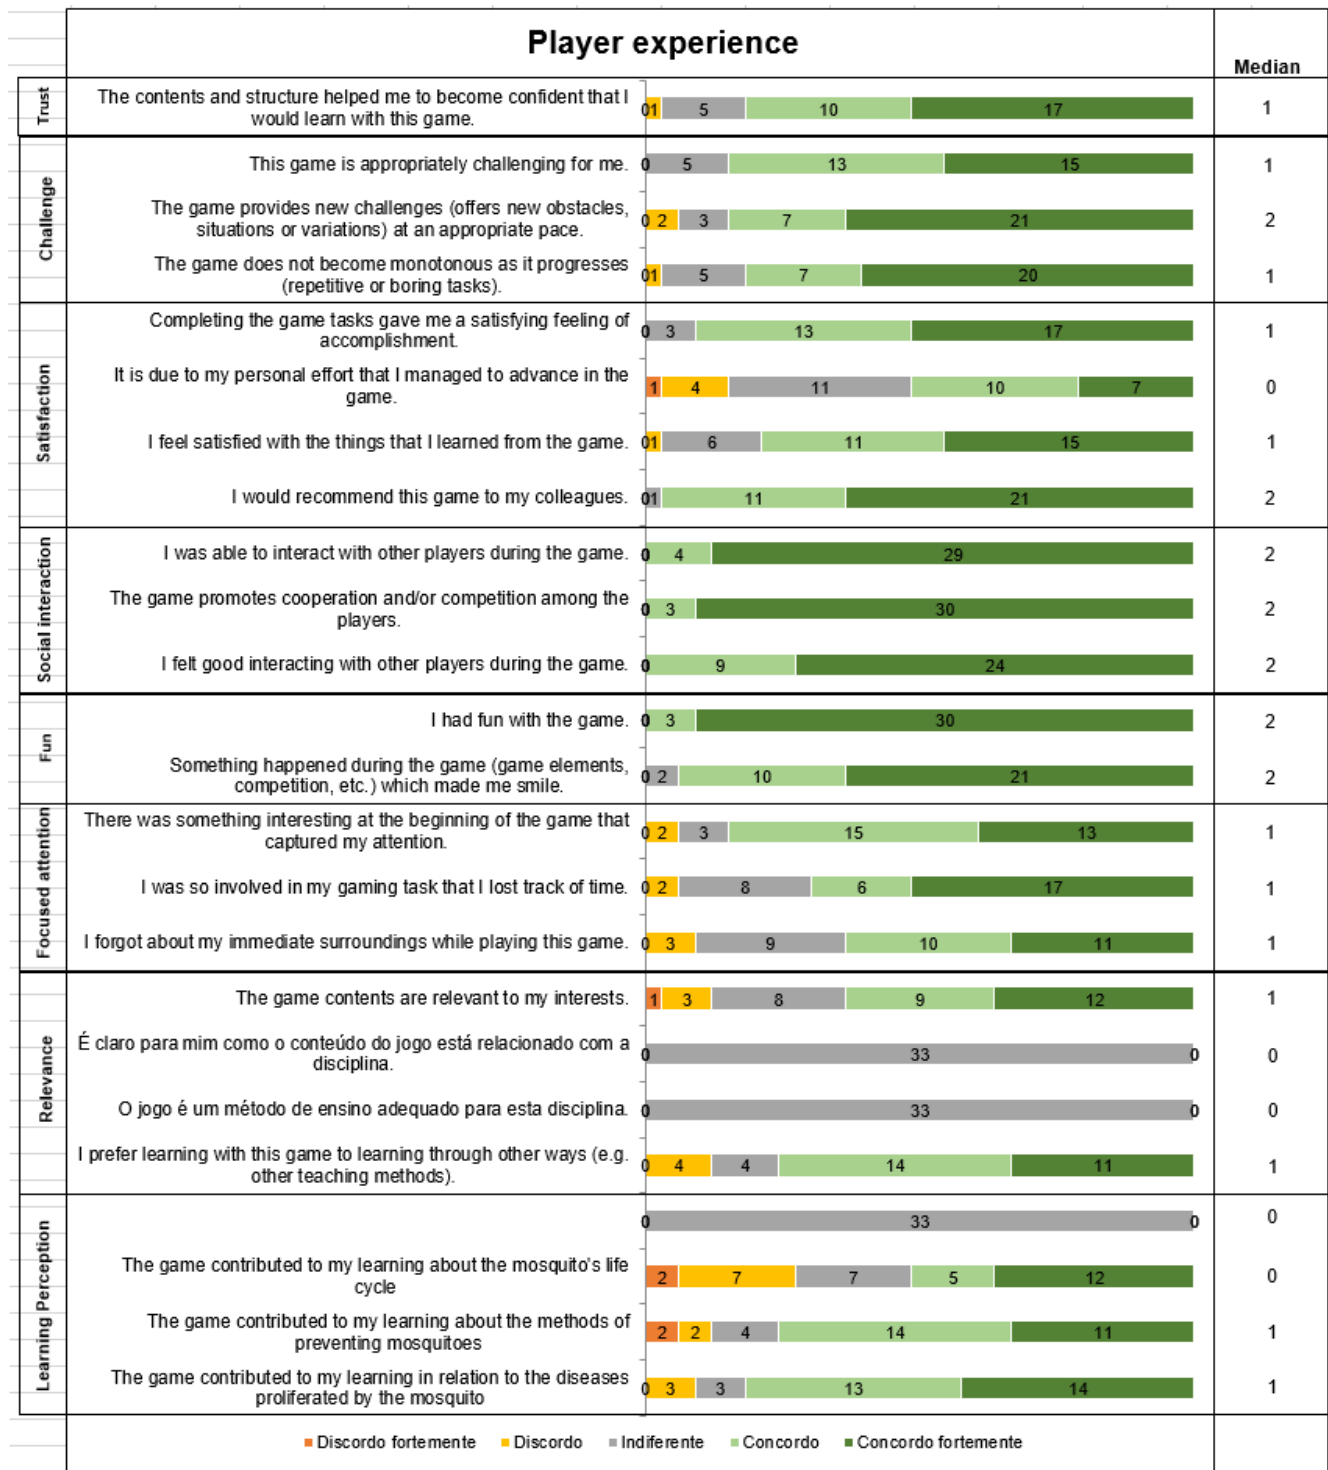 Player experience
Median
Trust
The contents and structure helped me to become confident that I
would learn with this game.
0 1 5 10 17
1
Challenge
This game is appropriately challenging for me.
0 5 13 15
1
The game provides new challenges (offers new obstacles,
situations or variations) at an appropriate pace.
0 2 3 7 21
2
The game does not become monotonous as it progresses
(repetitive or boring tasks).
0 1 5 7 20
1
Satisfaction
Completing the game tasks gave me a satisfying feeling of
accomplishment.
0 3 13 17
1
It is due to my personal effort that I managed to advance in the
game.
1 4 11 10 7
0
I feel satisfied with the things that I learned from the game.
0 1 6 11 15
1
I would recommend this game to my colleagues.
0 1 11 21
2
Social interaction
I was able to interact with other players during the game.
0 4 29
2
The game promotes cooperation and/or competition among the
players.
0 3 30
2
I felt good interacting with other players during the game.
0 9 24
2
Fun
I had fun with the game.
0 3 30
2
Something happened during the game (game elements,
competition, etc.) which made me smile.
0 2 10 21
2
Focused attention
There was something interesting at the beginning of the game that
captured my attention.
0 2 3 15 13
1
I was so involved in my gaming task that I lost track of time.
0 2 8 6 17
1
I forgot about my immediate surroundings while playing this game.
0 3 9 10 11
1
Relevance
The game contents are relevant to my interests.
1 3 8 9 12
1
É claro para mim como o conteúdo do jogo está relacionado com a
disciplina.
0 33 0
0
O jogo é um método de ensino adequado para esta disciplina.
0 33 0
0
I prefer learning with this game to learning through other ways (e.g.
other teaching methods).
0 4 4 14 11
1
Learning Perception
0 33 0
0
The game contributed to my learning about the mosquito's life
cycle
2 7 7 5 12
0
The game contributed to my learning about the methods of
preventing mosquitoes
2 2 4 14 11
1
The game contributed to my learning in relation to the diseases
proliferated by the mosquito
0 3 3 13 14
1
Discordo fortemente Discordo Indiferente Concordo Concordo fortemente